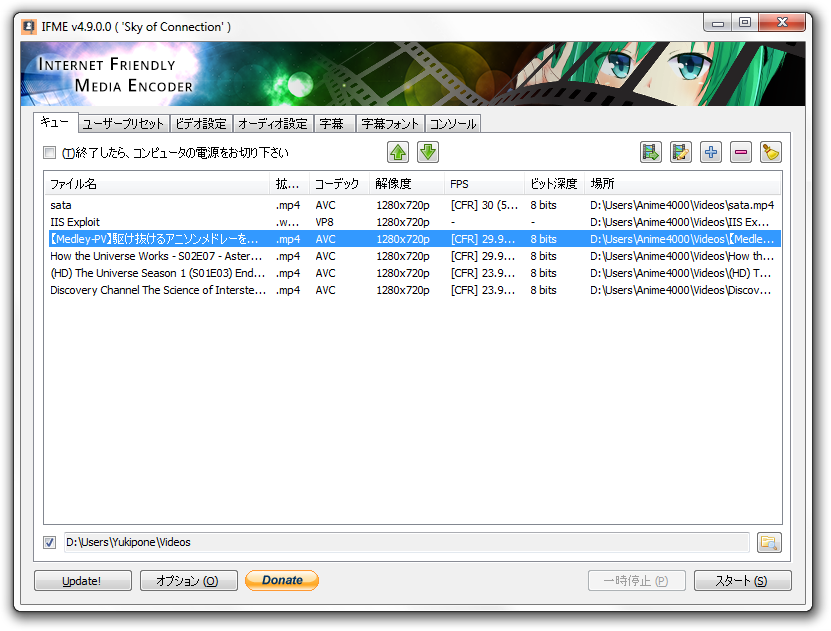 IFME v4.9.0.0 ( 'Sky of Connection' )
INTERNET FRIENDLY
MEDIA ENCODER
キュー ユーザープリセット ビデオ設定 オーディオ設定 字幕 字幕フォント コンソール
(T)終了したら、コンピュータの電源をお切り下さい
ファイル名 拡... コーデック 解像度 FPS ビット深度 場所
sata .mp4 AVC 1280x720p [CFR] 30 (5... 8 bits D:\Users\Anime4000\Videos\sata.mp4
IIS Exploit .w... VP8 1280x720p - - D:\Users\Anime4000\Videos\IIS Ex...
【Medley-PV】駆け抜けるアニソンメドレーを... .mp4 AVC 1280x720p [CFR] 29.9... 8 bits D:\Users\Anime4000\Videos\【Medle...
How the Universe Works - S02E07 - Aster... .mp4 AVC 1280x720p [CFR] 29.9... 8 bits D:\Users\Anime4000\Videos\How th...
(HD) The Universe Season 1 (S01E03) End... .mp4 AVC 1280x720p [CFR] 23.9... 8 bits D:\Users\Anime4000\Videos\(HD) T...
Discovery Channel The Science of Interste... .mp4 AVC 1280x720p [CFR] 23.9... 8 bits D:\Users\Anime4000\Videos\Discov...
D:\Users\Yukipone\Videos
Update! オプション (O) Donate 一時停止 (P) スタート (S)